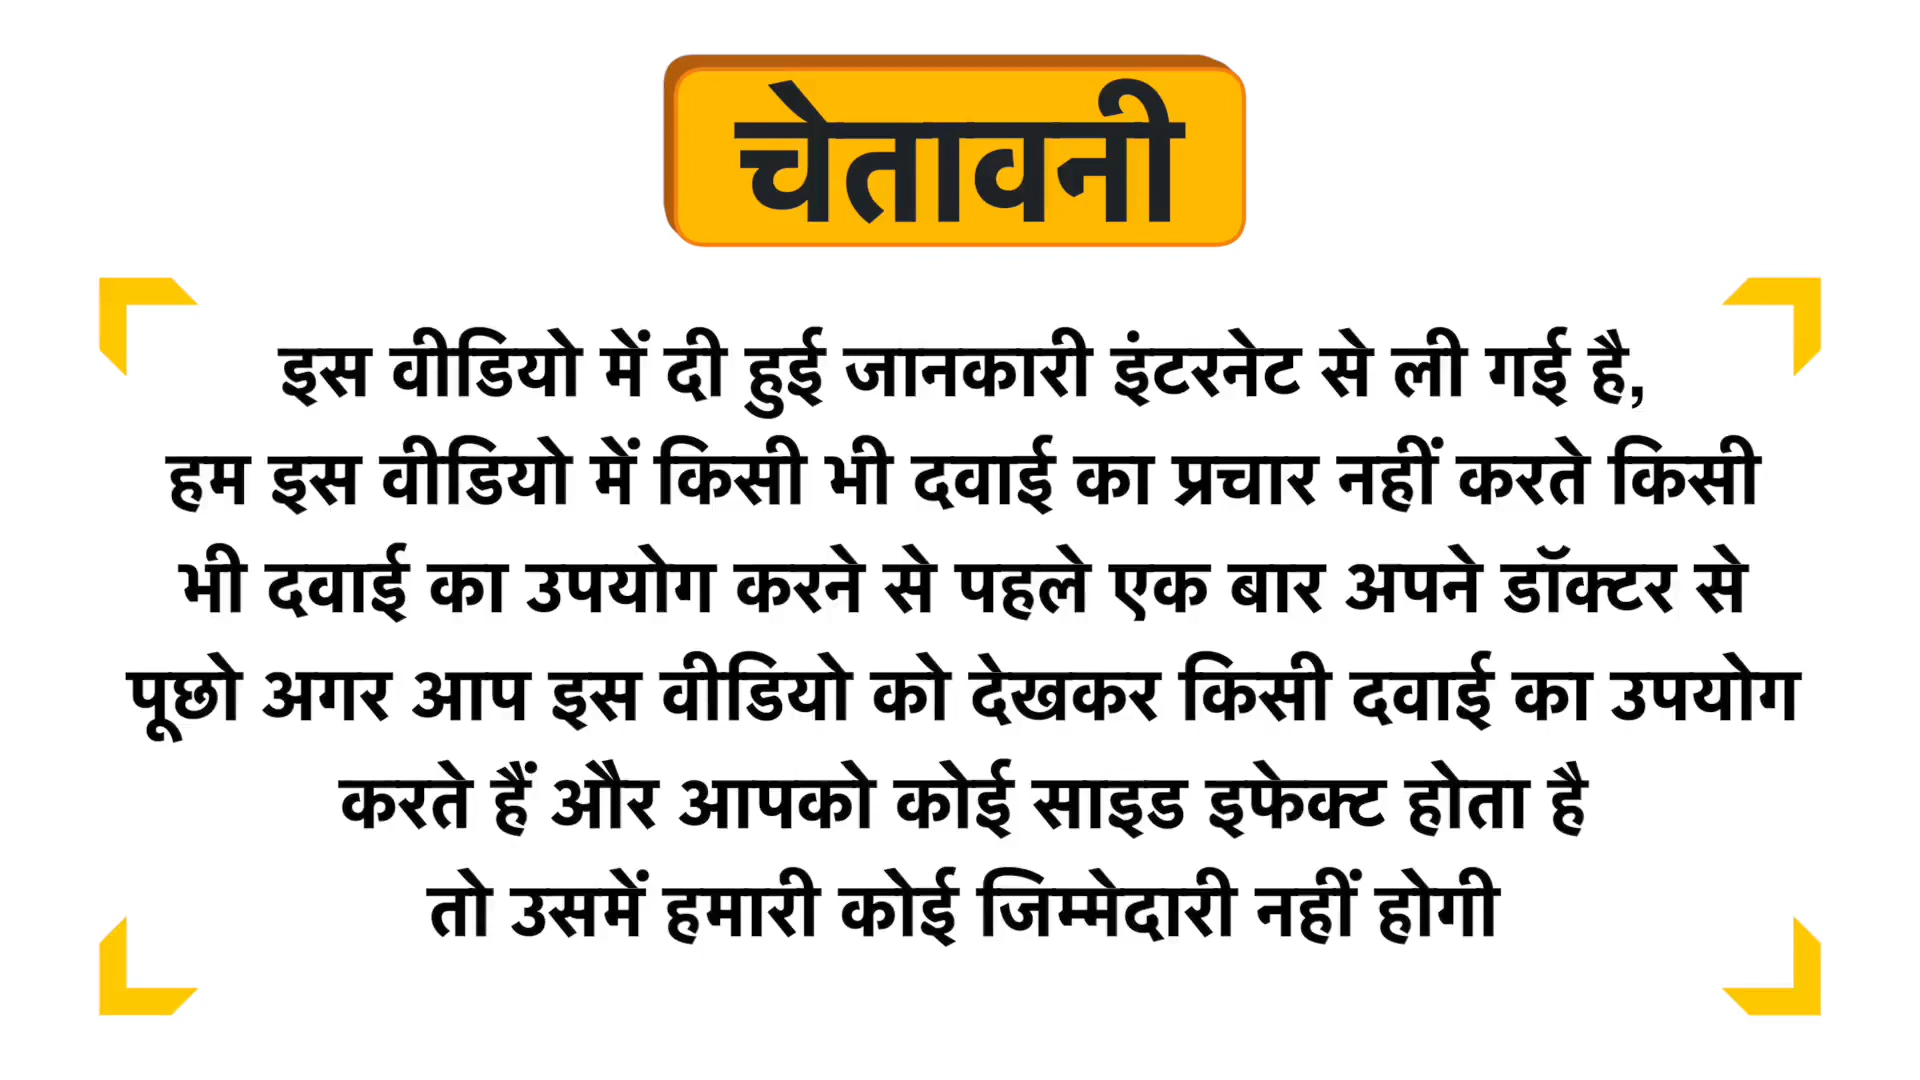 चेतावनी
इस वीडियो में दी हुई जानकारी इंटरनेट से ली गई है,
हम इस वीडियो में किसी भी दवाई का प्रचार नहीं करते किसी
भी दवाई का उपयोग करने से पहले एक बार अपने डॉक्टर से
पूछो अगर आप इस वीडियो को देखकर किसी दवाई का उपयोग
करते हैं और आपको कोई साइड इफेक्ट होता है
तो उसमें हमारी कोई जिम्मेदारी नहीं होगी